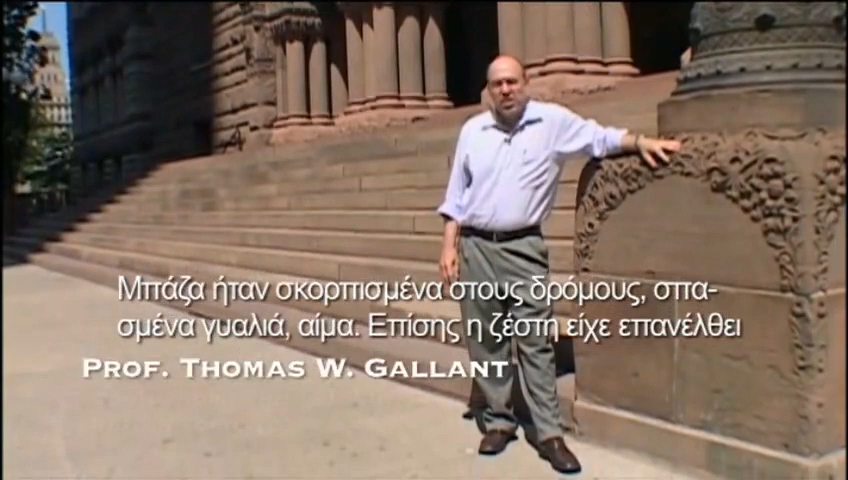 Μπάζα ήταν σκορπισμένα στους δρόμους, σπα-
σμένα γυαλιά, αίμα. Επίσης η ζέστη είχε επανέλθει
PROF. THOMAS W. GALLANT